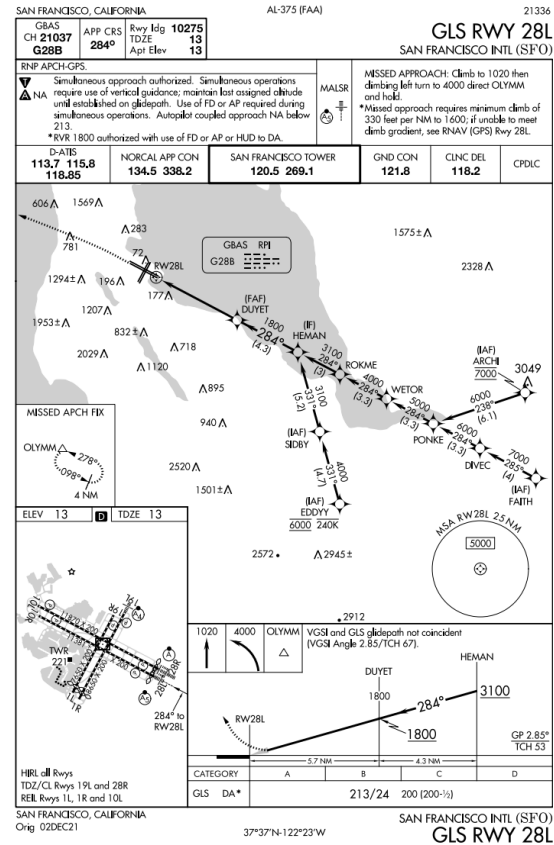 SAN FRANCISCO, CALIFORNIA
AL-375 (FAA)
21336
GBAS
CH 21037
G28B
APP CRS
284°
Rwy ldg 10275
TDZE 13
Apt Elev 13
GLS RWY 28L
SAN FRANCISCO INTL (SFO)
RNP APCH-GPS.
▼
▲ NA
Simultaneous approach authorized. Simultaneous operations
require use of vertical guidance; maintain last assigned altitude
until established on glidepath. Use of FD or AP required during
simultaneous operations. Autopilot coupled approach NA below
213.
*RVR 1800 authorized with use of FD or AP or HUD to DA.
MALSR
MISSED APPROACH: Climb to 1020 then
climbing left turn to 4000 direct OLYMM
and hold.
*Missed approach requires minimum climb of
330 feet per NM to 1600; if unable to meet
climb gradient, see RNAV (GPS) Rwy 28L.
D-ATIS
113.7 115.8
118.85
NORCAL APP CON
134.5 338.2
SAN FRANCISCO TOWER
120.5 269.1
GND CON
121.8
CLNC DEL
118.2
CPDLC
606
1569
781
283
72
RW28L
GBAS RPI
G28B
1575±
2328
1294±
196
177
1207
1953±
832±
2029
718
1120
895
940
2520
1501±
2572
2945±
2912
(FAF)
DUYET
1800
284°
(4.3)
(IF)
HEMAN
3100
284°
(3)
ROKME
4000
284°
(3.3)
WETOR
5000
284°
(3.3)
PONKE
6000
284°
(3.3)
DIVEC
7000
285°
(4)
(IAF)
FAITH
(IAF)
ARCHI
7000
3049
6000
238°
(6.1)
3100
331°
(5.2)
(IAF)
SIDBY
4000
331°
(4.7)
(IAF)
EDDYY
6000 240K
MISSED APCH FIX
OLYMM
278°
098°
4 NM
MSA RW28L 25 NM
5000
ELEV 13
D
TDZE 13
TWR
221
1L
1R
19L
19R
28L
28R
284° to
RW28L
HIRL all Rwys
TDZ/CL Rwys 19L and 28R
REIL Rwys 1L, 1R and 10L
1020
4000
OLYMM
VGSI and GLS glidepath not coincident
(VGSI Angle 2.85/TCH 67).
DUYET
HEMAN
1800
284°
3100
RW28L
1800
GP 2.85°
TCH 53
5.7 NM
4.3 NM
CATEGORY
A
B
C
D
GLS DA*
213/24 200 (200-½)
SAN FRANCISCO, CALIFORNIA
Orig 02DEC21
37°37'N-122°23'W
SAN FRANCISCO INTL (SFO)
GLS RWY 28L